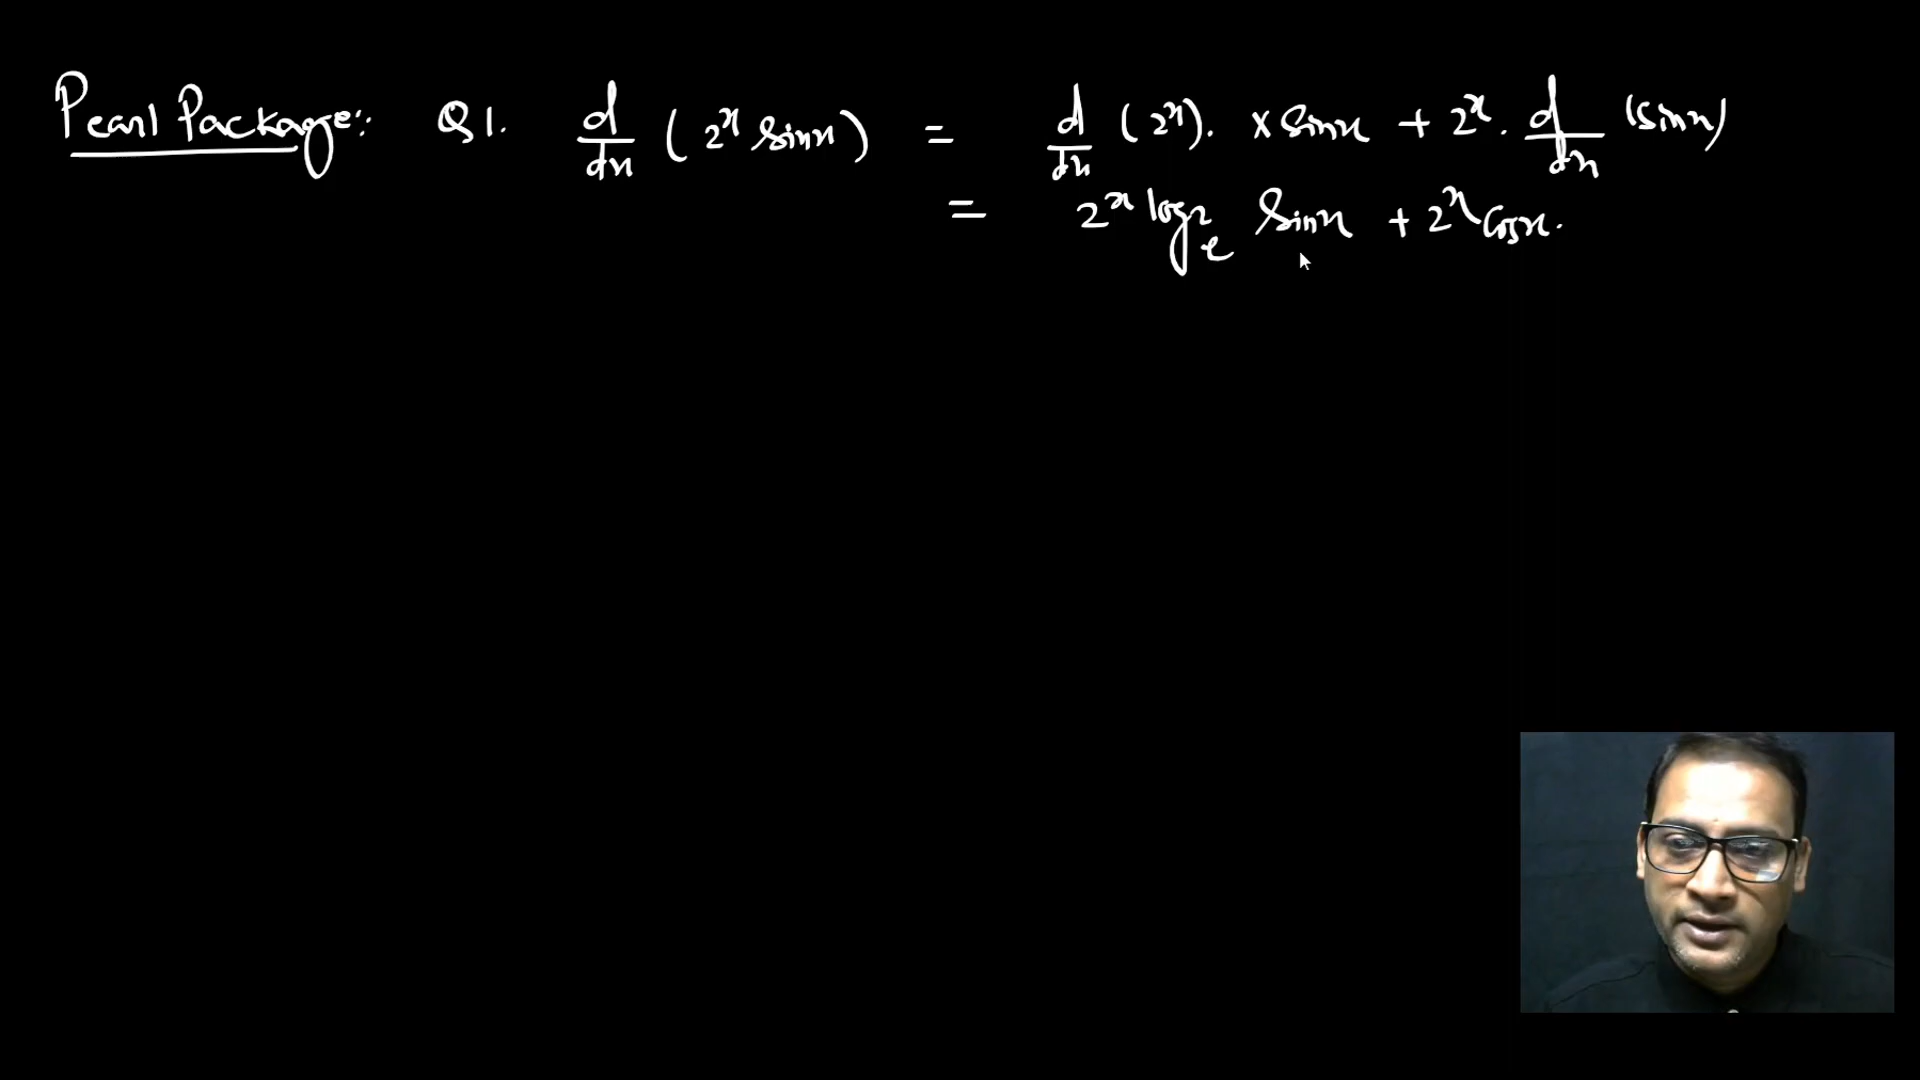 Pearl Package:: Q1. d/dx (2^x sinx) = d/dx (2^x). × sinx + 2^x. d/dx (sinx)
= 2^x log_e 2 sinx + 2^x cosx.